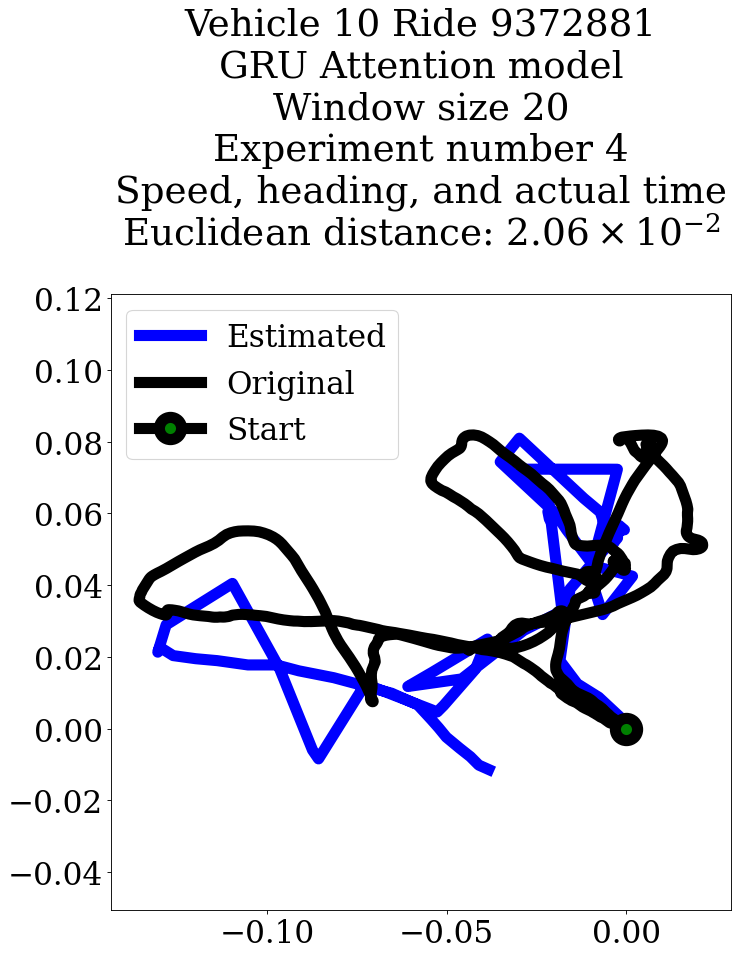 Vehicle 10 Ride 9372881
GRU Attention model
Window size 20
Experiment number 4
Speed, heading, and actual time
Euclidean distance: 2.06 × 10⁻²
Estimated
Original
Start
0.12
0.10
0.08
0.06
0.04
0.02
0.00
−0.02
−0.04
−0.10
−0.05
0.00